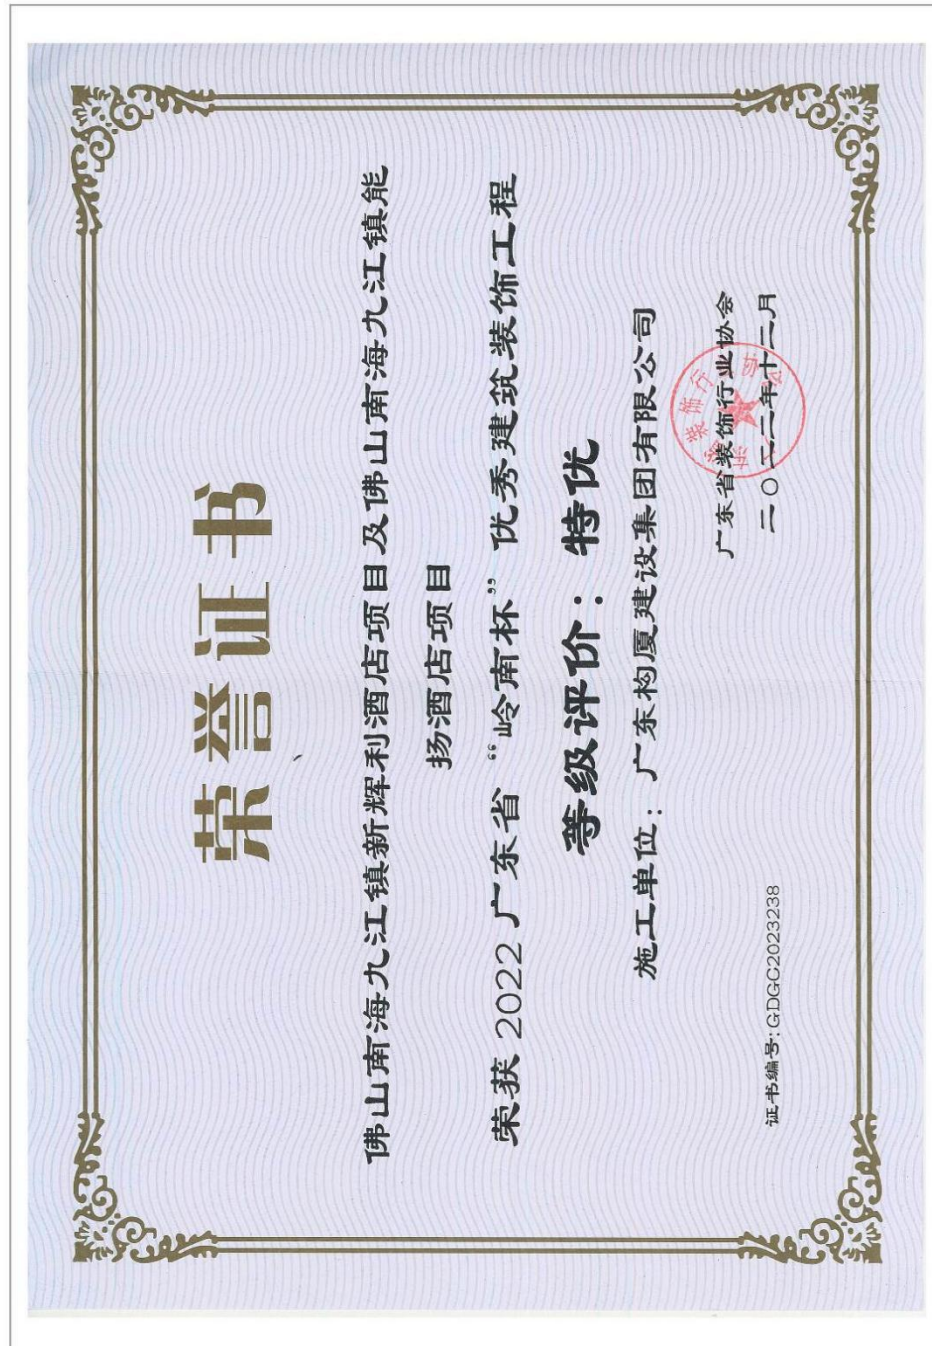 荣誉证书
佛山南海九江镇新辉利酒店项目及佛山南海九江镇能
扬酒店项目
荣获 2022 广东省“岭南杯”优秀建筑装饰工程
等级评价：特优
施工单位：广东构厦建设集团有限公司
广东省装饰行业协会
二〇二二年十二月
证书编号:GDGC2023238